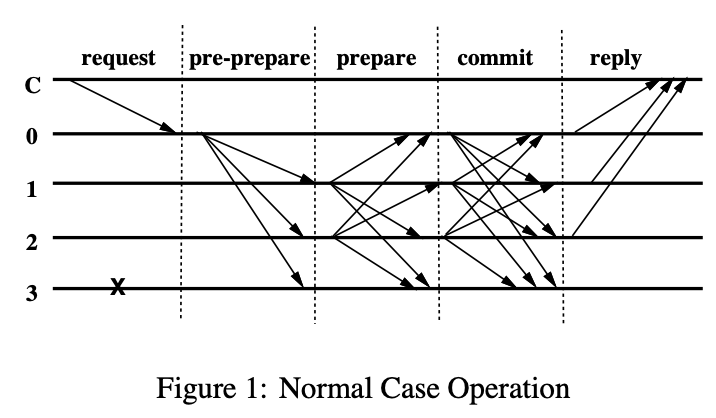 request pre-prepare prepare commit reply
C
0
1
2
3 X
Figure 1: Normal Case Operation